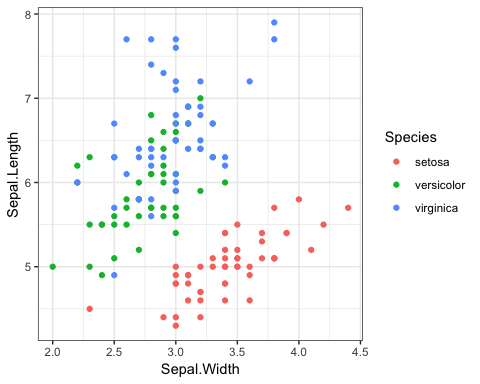 8
7
6
5
Sepal.Length
2.0 2.5 3.0 3.5 4.0 4.5
Sepal.Width
Species
setosa
versicolor
virginica